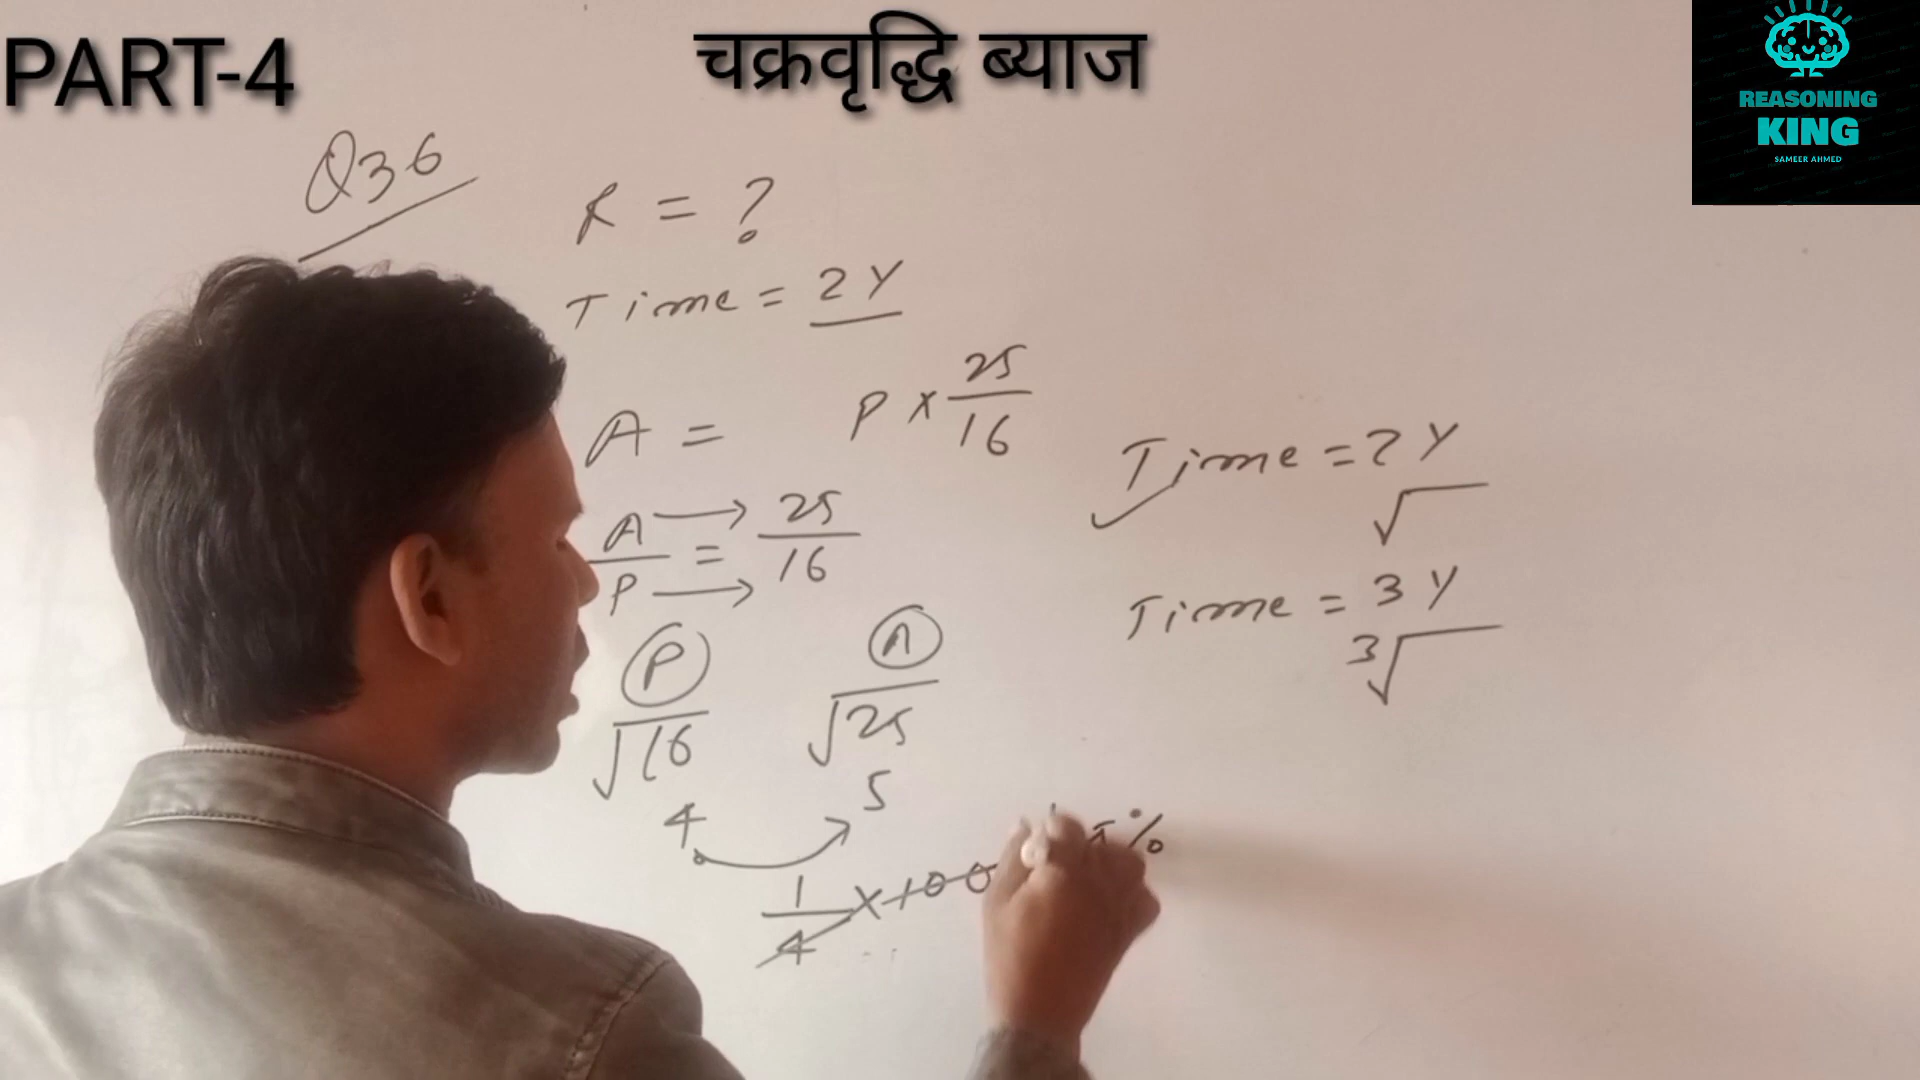 PART-4
चक्रवृद्धि ब्याज
REASONING
KING
SAMEER AHMED
Q36
R = ?
Time = 2Y
A = P × 25/16
A/P = 25/16
Time = 2Y
√
Time = 3Y
3√
P A
√16 √25
4 5
1/4 × 100 %